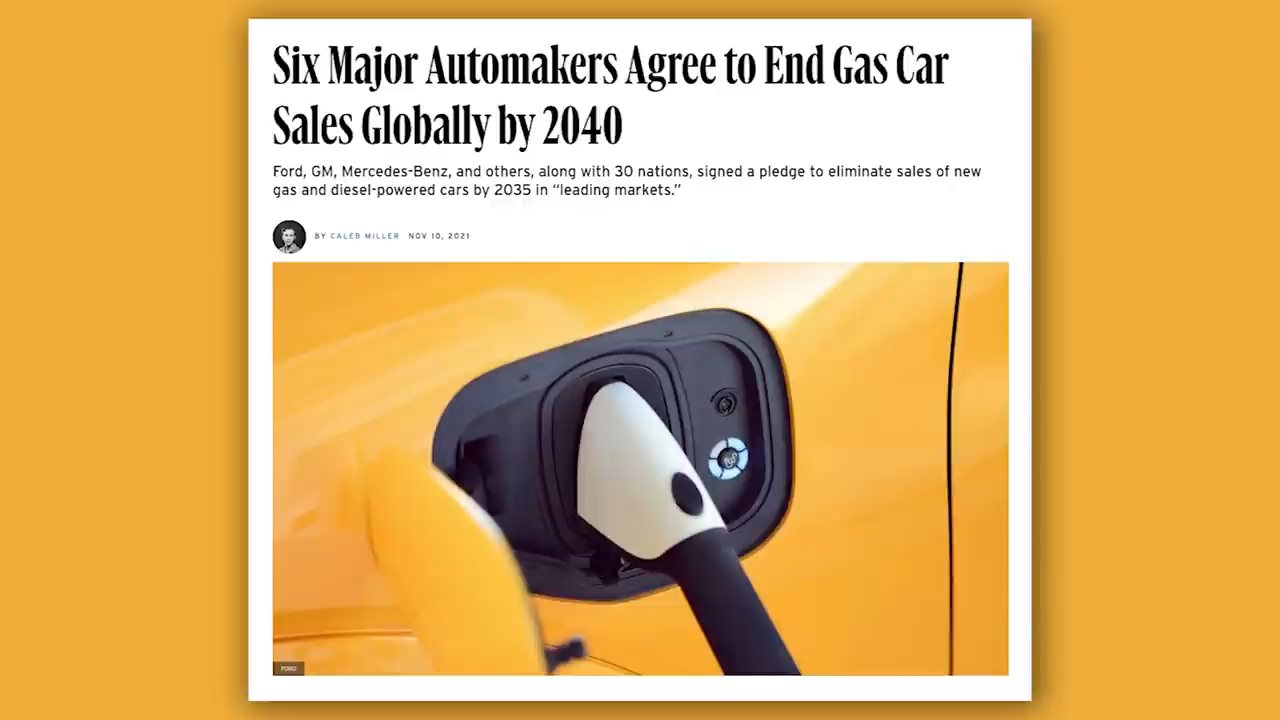 Six Major Automakers Agree to End Gas Car
Sales Globally by 2040
Ford, GM, Mercedes-Benz, and others, along with 30 nations, signed a pledge to eliminate sales of new
gas and diesel-powered cars by 2035 in “leading markets.”
BY CALEB MILLER NOV 10, 2021
FORD